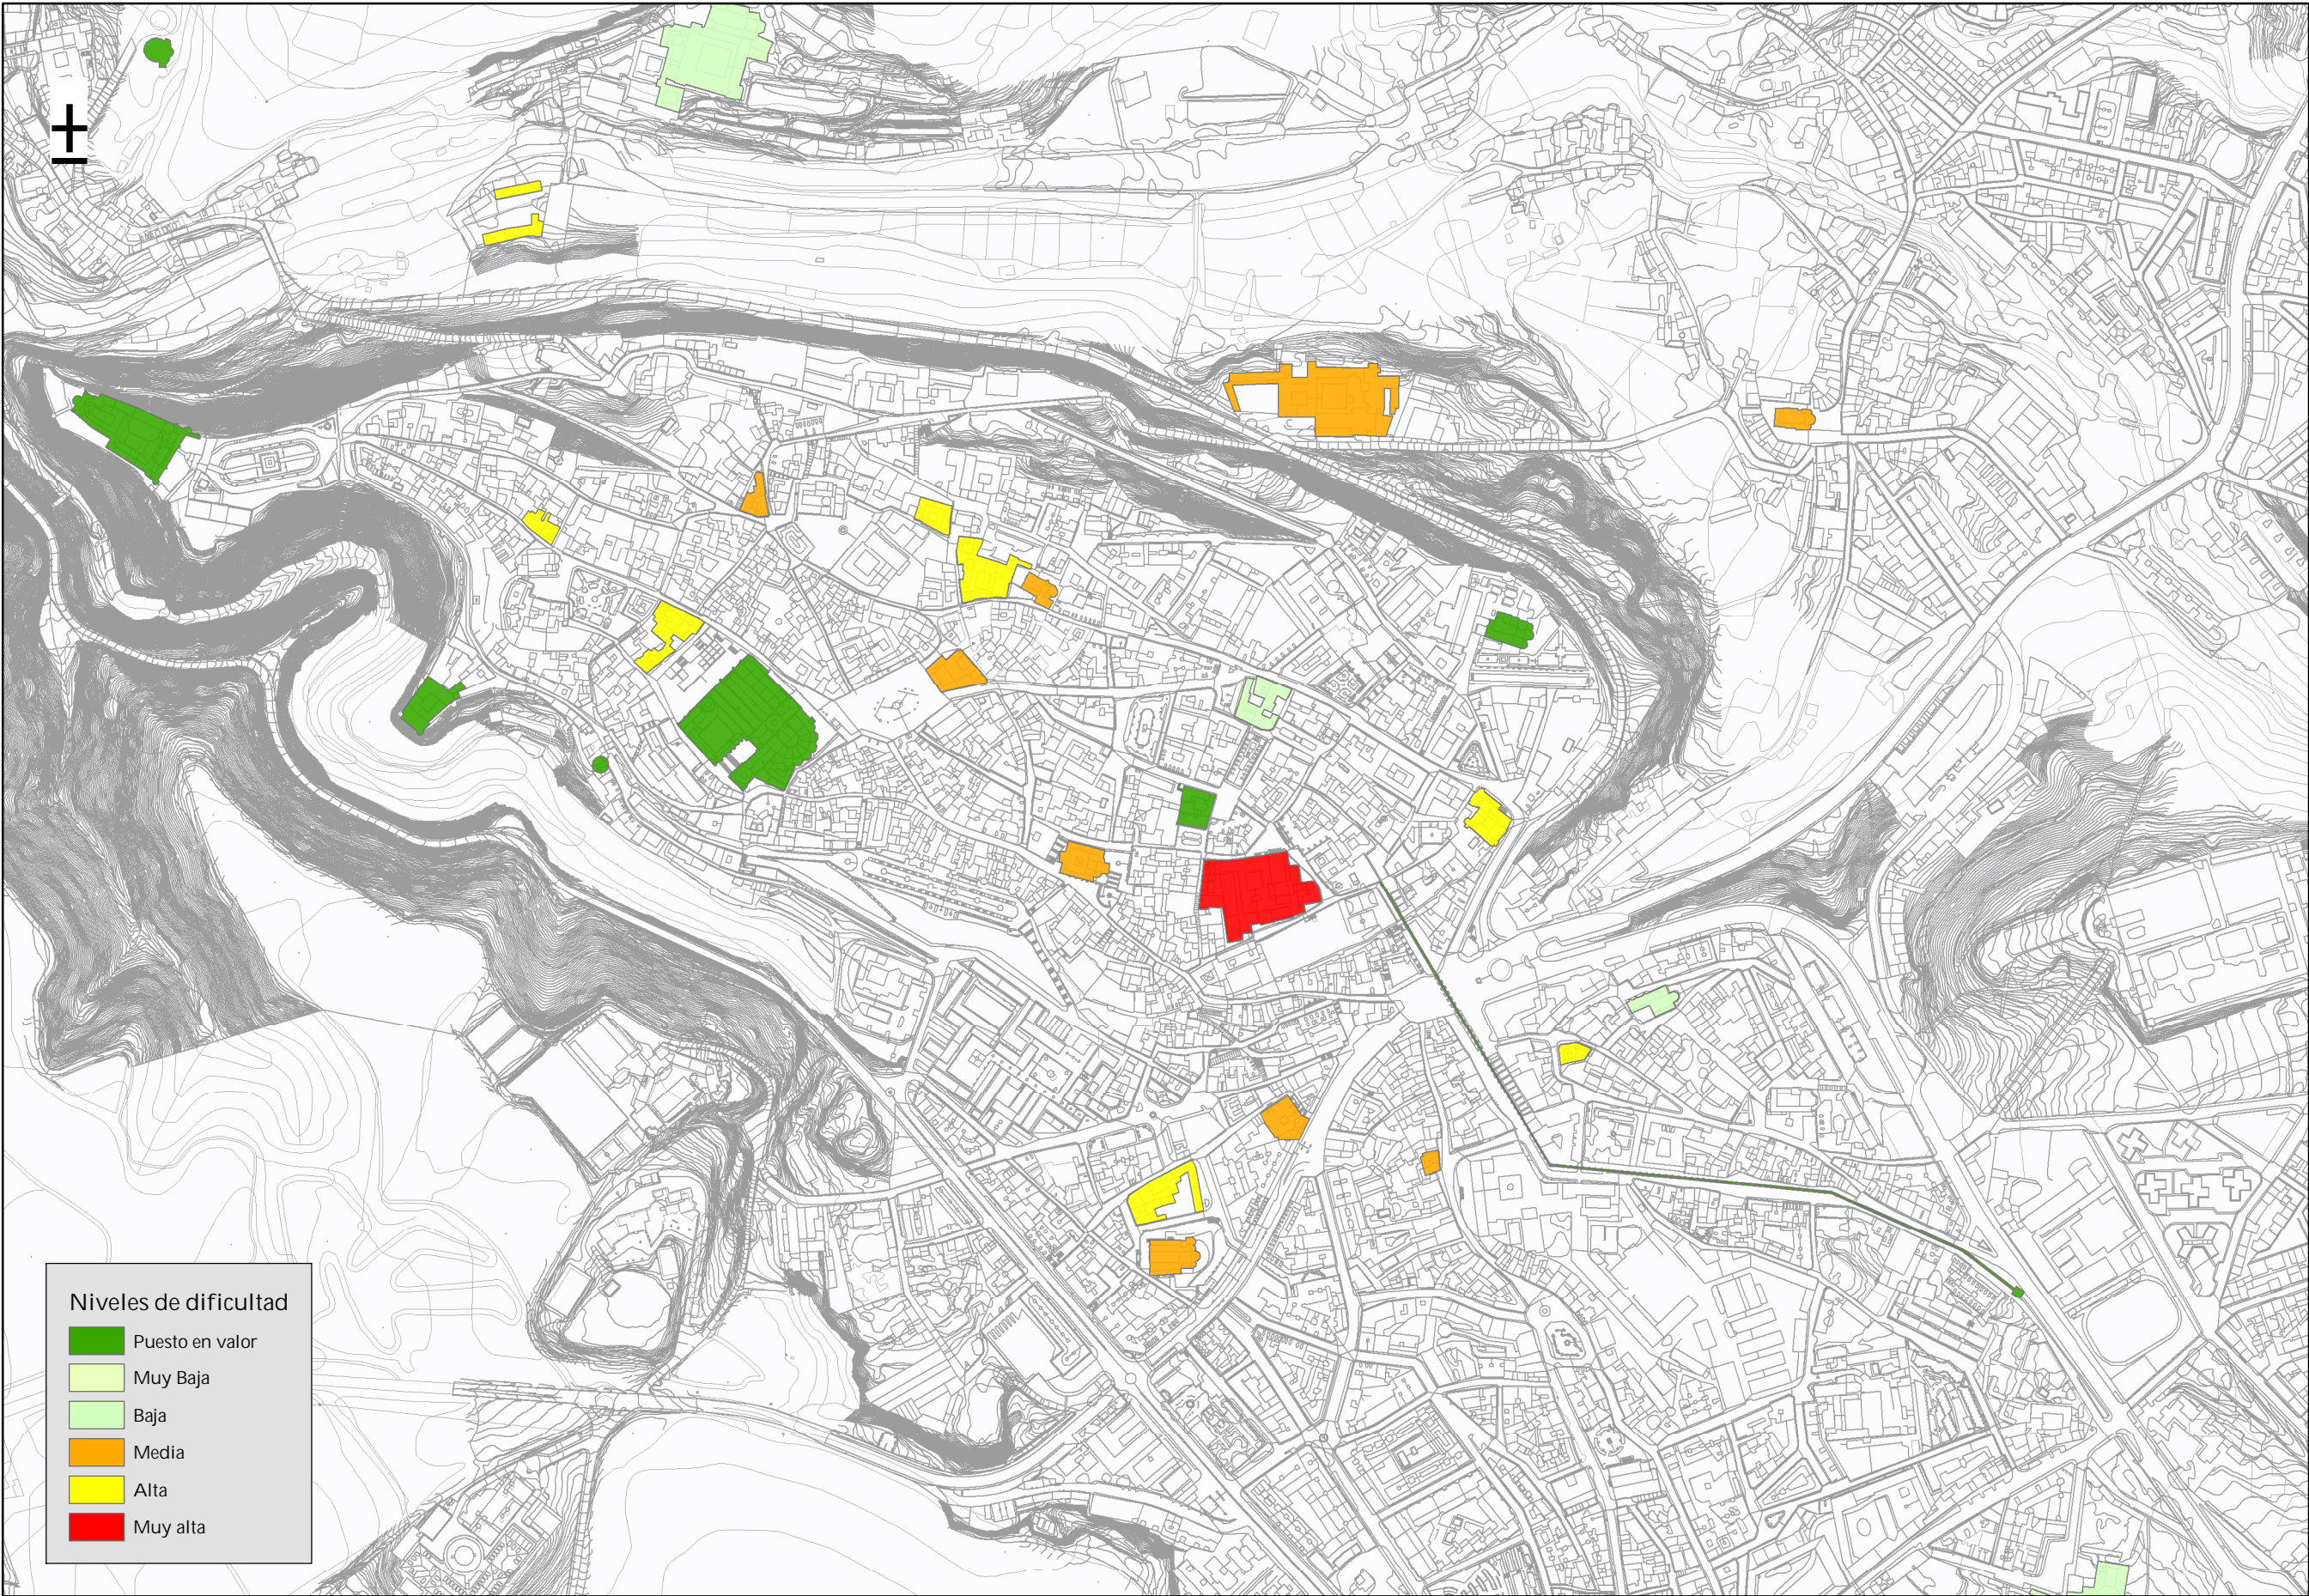 Niveles de dificultad
Puesto en valor
Muy Baja
Baja
Media
Alta
Muy alta